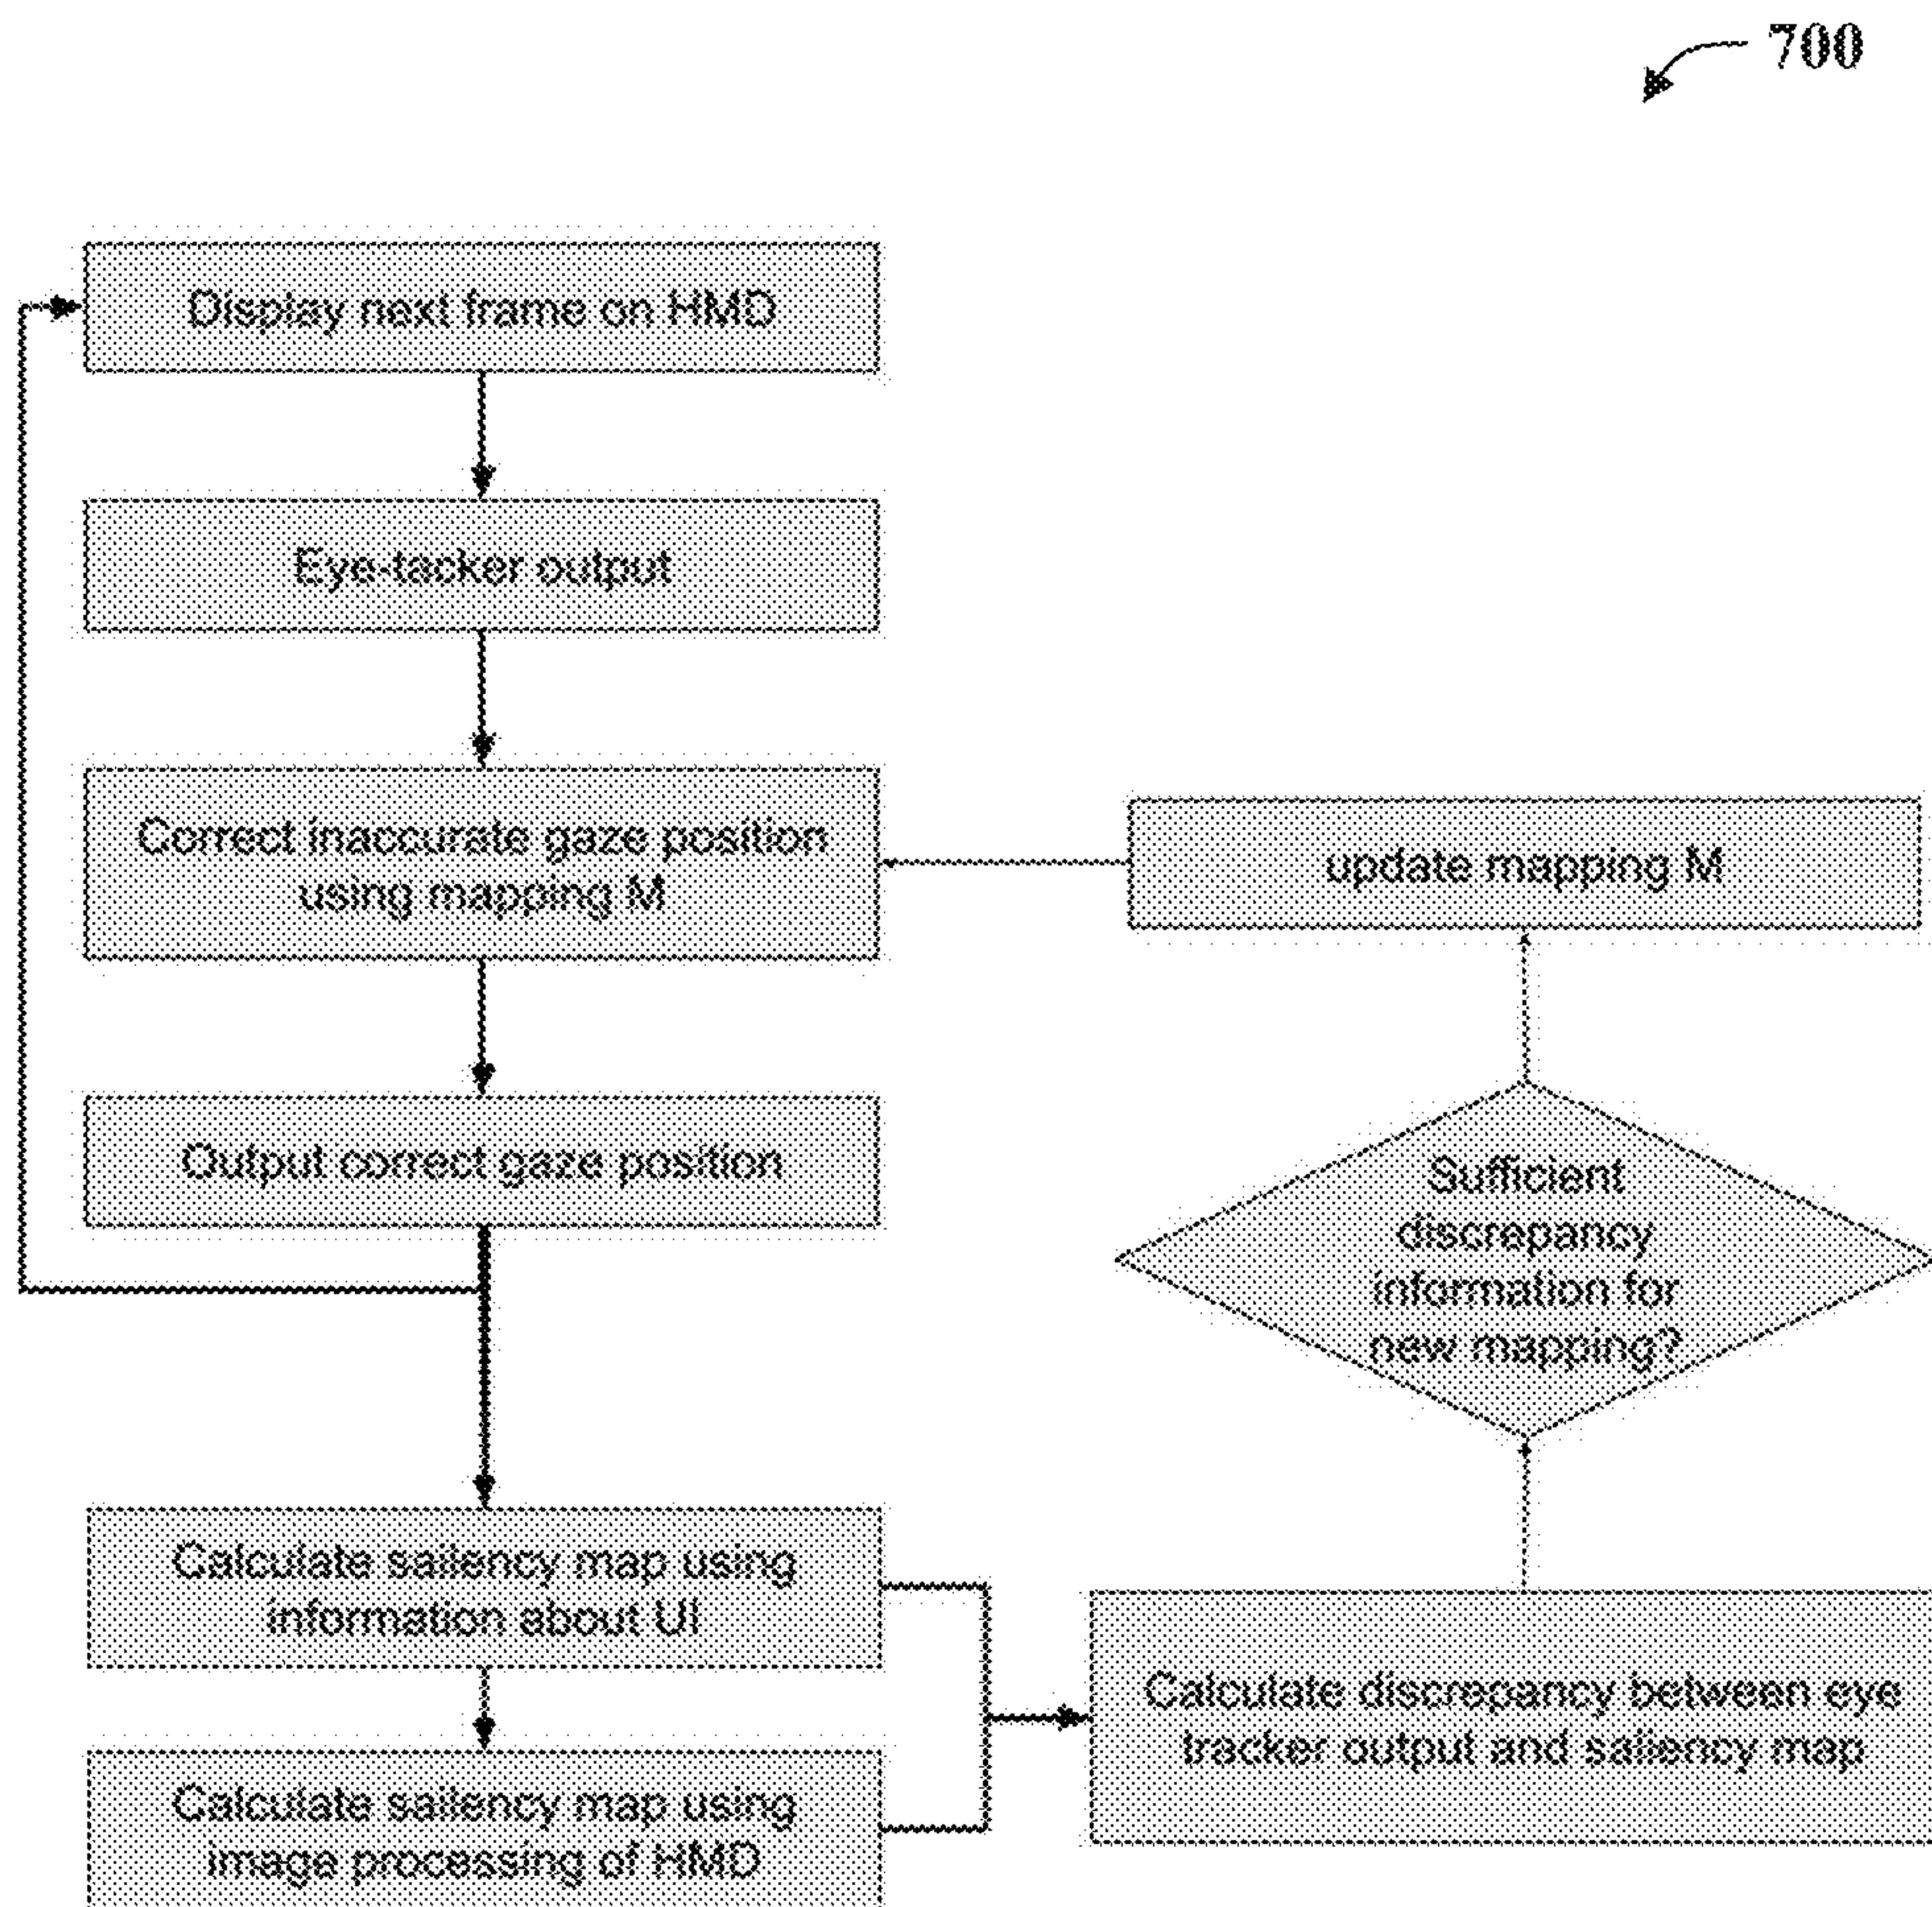 700
Display next frame on HMD
Eye-tacker output
Correct inaccurate gaze position
using mapping M
update mapping M
Output correct gaze position
Sufficient
discrepancy
information for
new mapping?
Calculate sailency map using
information about UI
Calculate discrepancy between eye
tracker output and saliency map
Calculate sailency map using
image processing of HMD